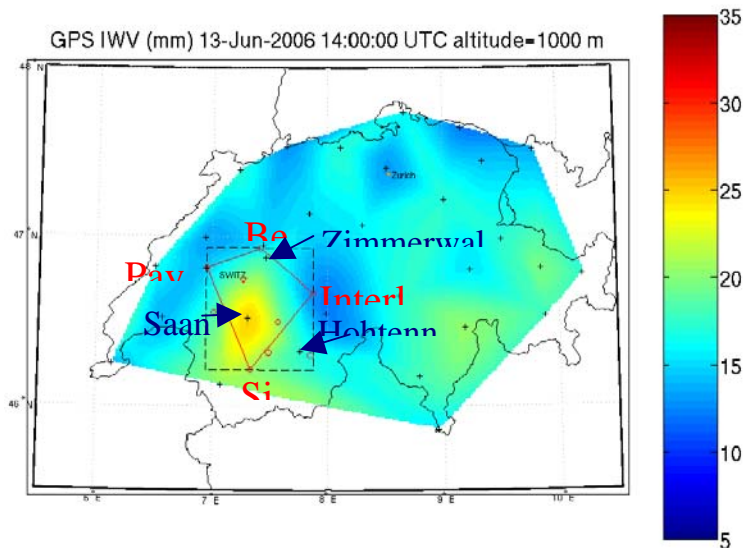 GPS IWV (mm) 13-Jun-2006 14:00:00 UTC altitude=1000 m
48°N
47°N
46°N
6°E
7°E
8°E
9°E
10°E
Zurich
Be
Zimmerwal
Pay
SWITZ
Interl
Saan
Hohtenn
Si
35
30
25
20
15
10
5